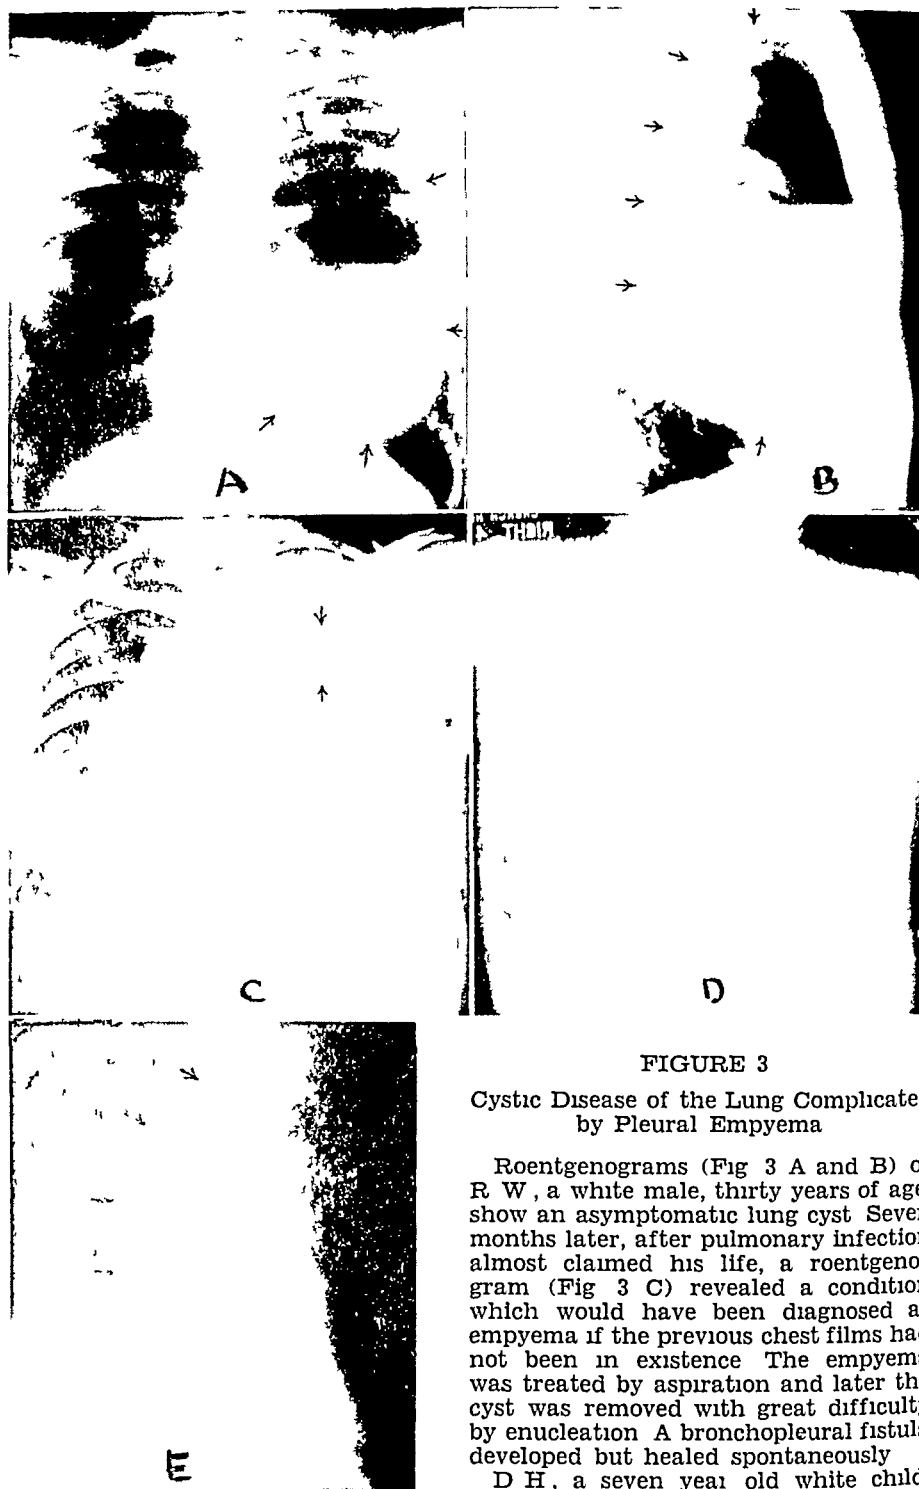 A
B
THOR
C
D
E
FIGURE 3
Cystic Disease of the Lung Complicate
by Pleural Empyema
Roentgenograms (Fig 3 A and B) o
R W, a white male, thirty years of age
show an asymptomatic lung cyst Seve
months later, after pulmonary infectio
almost claimed his life, a roentgeno
gram (Fig 3 C) revealed a conditio
which would have been diagnosed a
empyema if the previous chest films ha
not been in existence The empyem
was treated by aspiration and later th
cyst was removed with great difficult
by enucleation A bronchopleural fistul
developed but healed spontaneously
D H, a seven year old white child